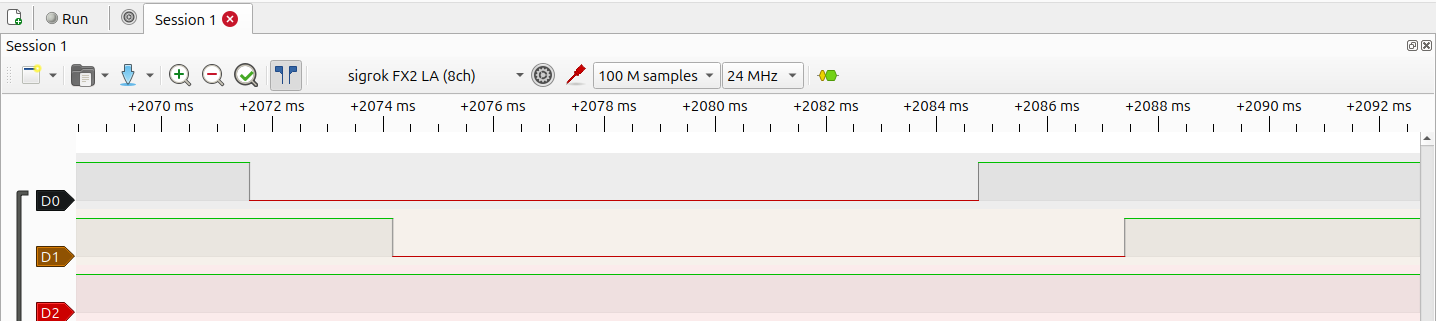 Run
Session 1
Session 1
sigrok FX2 LA (8ch)
100 M samples
24 MHz
+2070 ms +2072 ms +2074 ms +2076 ms +2078 ms +2080 ms +2082 ms +2084 ms +2086 ms +2088 ms +2090 ms +2092 ms
D0
D1
D2